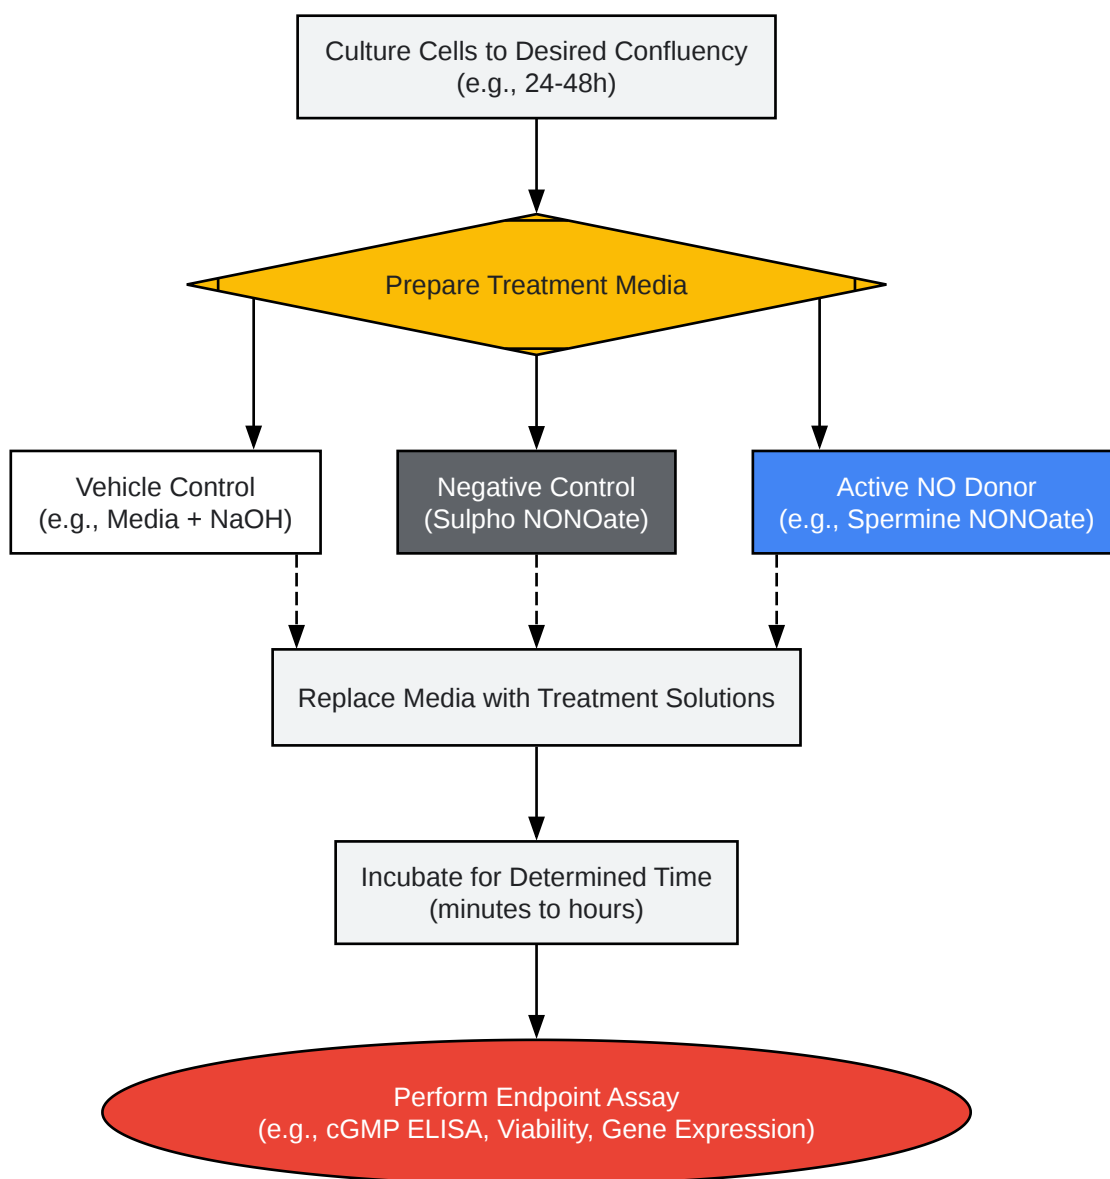 Culture Cells to Desired Confluency
(e.g., 24-48h)
Prepare Treatment Media
Vehicle Control
(e.g., Media + NaOH)
Negative Control
(Sulpho NONOate)
Active NO Donor
(e.g., Spermine NONOate)
Replace Media with Treatment Solutions
Incubate for Determined Time
(minutes to hours)
Perform Endpoint Assay
(e.g., cGMP ELISA, Viability, Gene Expression)